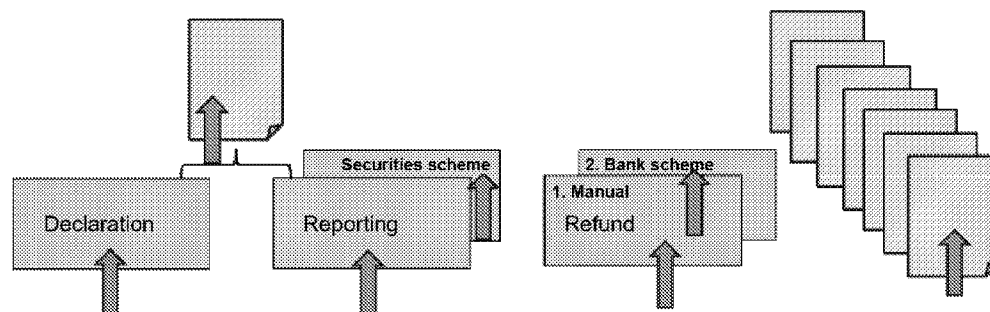 Securities scheme
Declaration
Reporting
2. Bank scheme
1. Manual
Refund